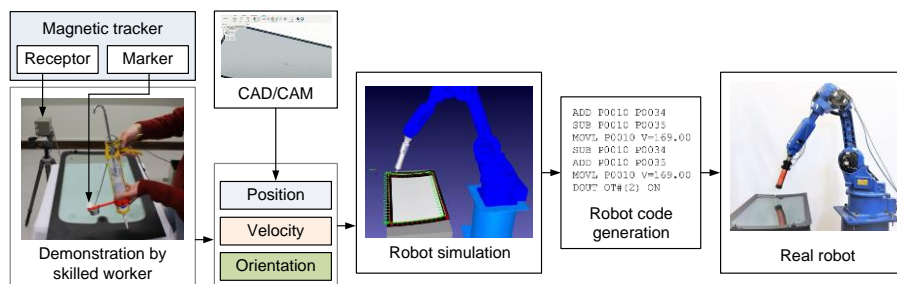 Magnetic tracker
Receptor
Marker
Demonstration by
skilled worker
CAD/CAM
Position
Velocity
Orientation
Robot simulation
ADD P0010 P0034
SUB P0010 P0035
MOVL P0010 V=169.00
SUB P0010 P0034
ADD P0010 P0035
MOVL P0010 V=169.00
DOUT OT#(2) ON
Robot code
generation
Real robot